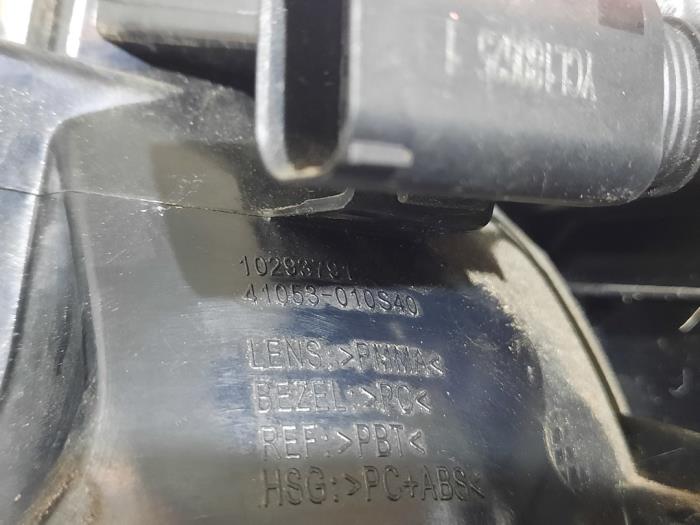 10293791
41053-010S40
LENS:>PMMA<
BEZEL:>PC<
REF:>PBT<
HSG:>PC+ABS<